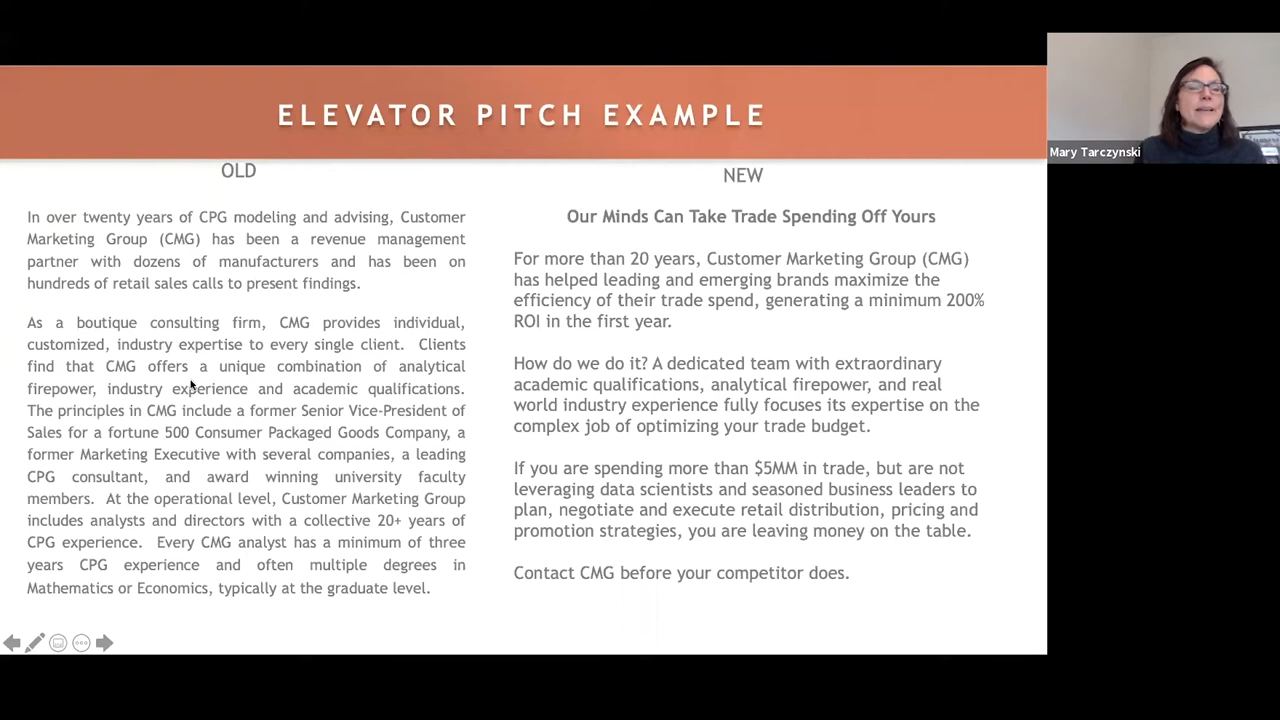 ELEVATOR PITCH EXAMPLE
OLD
In over twenty years of CPG modeling and advising, Customer
Marketing Group (CMG) has been a revenue management
partner with dozens of manufacturers and has been on
hundreds of retail sales calls to present findings.
As a boutique consulting firm, CMG provides individual,
customized, industry expertise to every single client. Clients
find that CMG offers a unique combination of analytical
firepower, industry experience and academic qualifications.
The principles in CMG include a former Senior Vice-President of
Sales for a fortune 500 Consumer Packaged Goods Company, a
former Marketing Executive with several companies, a leading
CPG consultant, and award winning university faculty
members. At the operational level, Customer Marketing Group
includes analysts and directors with a collective 20+ years of
CPG experience. Every CMG analyst has a minimum of three
years CPG experience and often multiple degrees in
Mathematics or Economics, typically at the graduate level.
NEW
Our Minds Can Take Trade Spending Off Yours
For more than 20 years, Customer Marketing Group (CMG)
has helped leading and emerging brands maximize the
efficiency of their trade spend, generating a minimum 200%
ROI in the first year.
How do we do it? A dedicated team with extraordinary
academic qualifications, analytical firepower, and real
world industry experience fully focuses its expertise on the
complex job of optimizing your trade budget.
If you are spending more than $5MM in trade, but are not
leveraging data scientists and seasoned business leaders to
plan, negotiate and execute retail distribution, pricing and
promotion strategies, you are leaving money on the table.
Contact CMG before your competitor does.
Mary Tarczynski